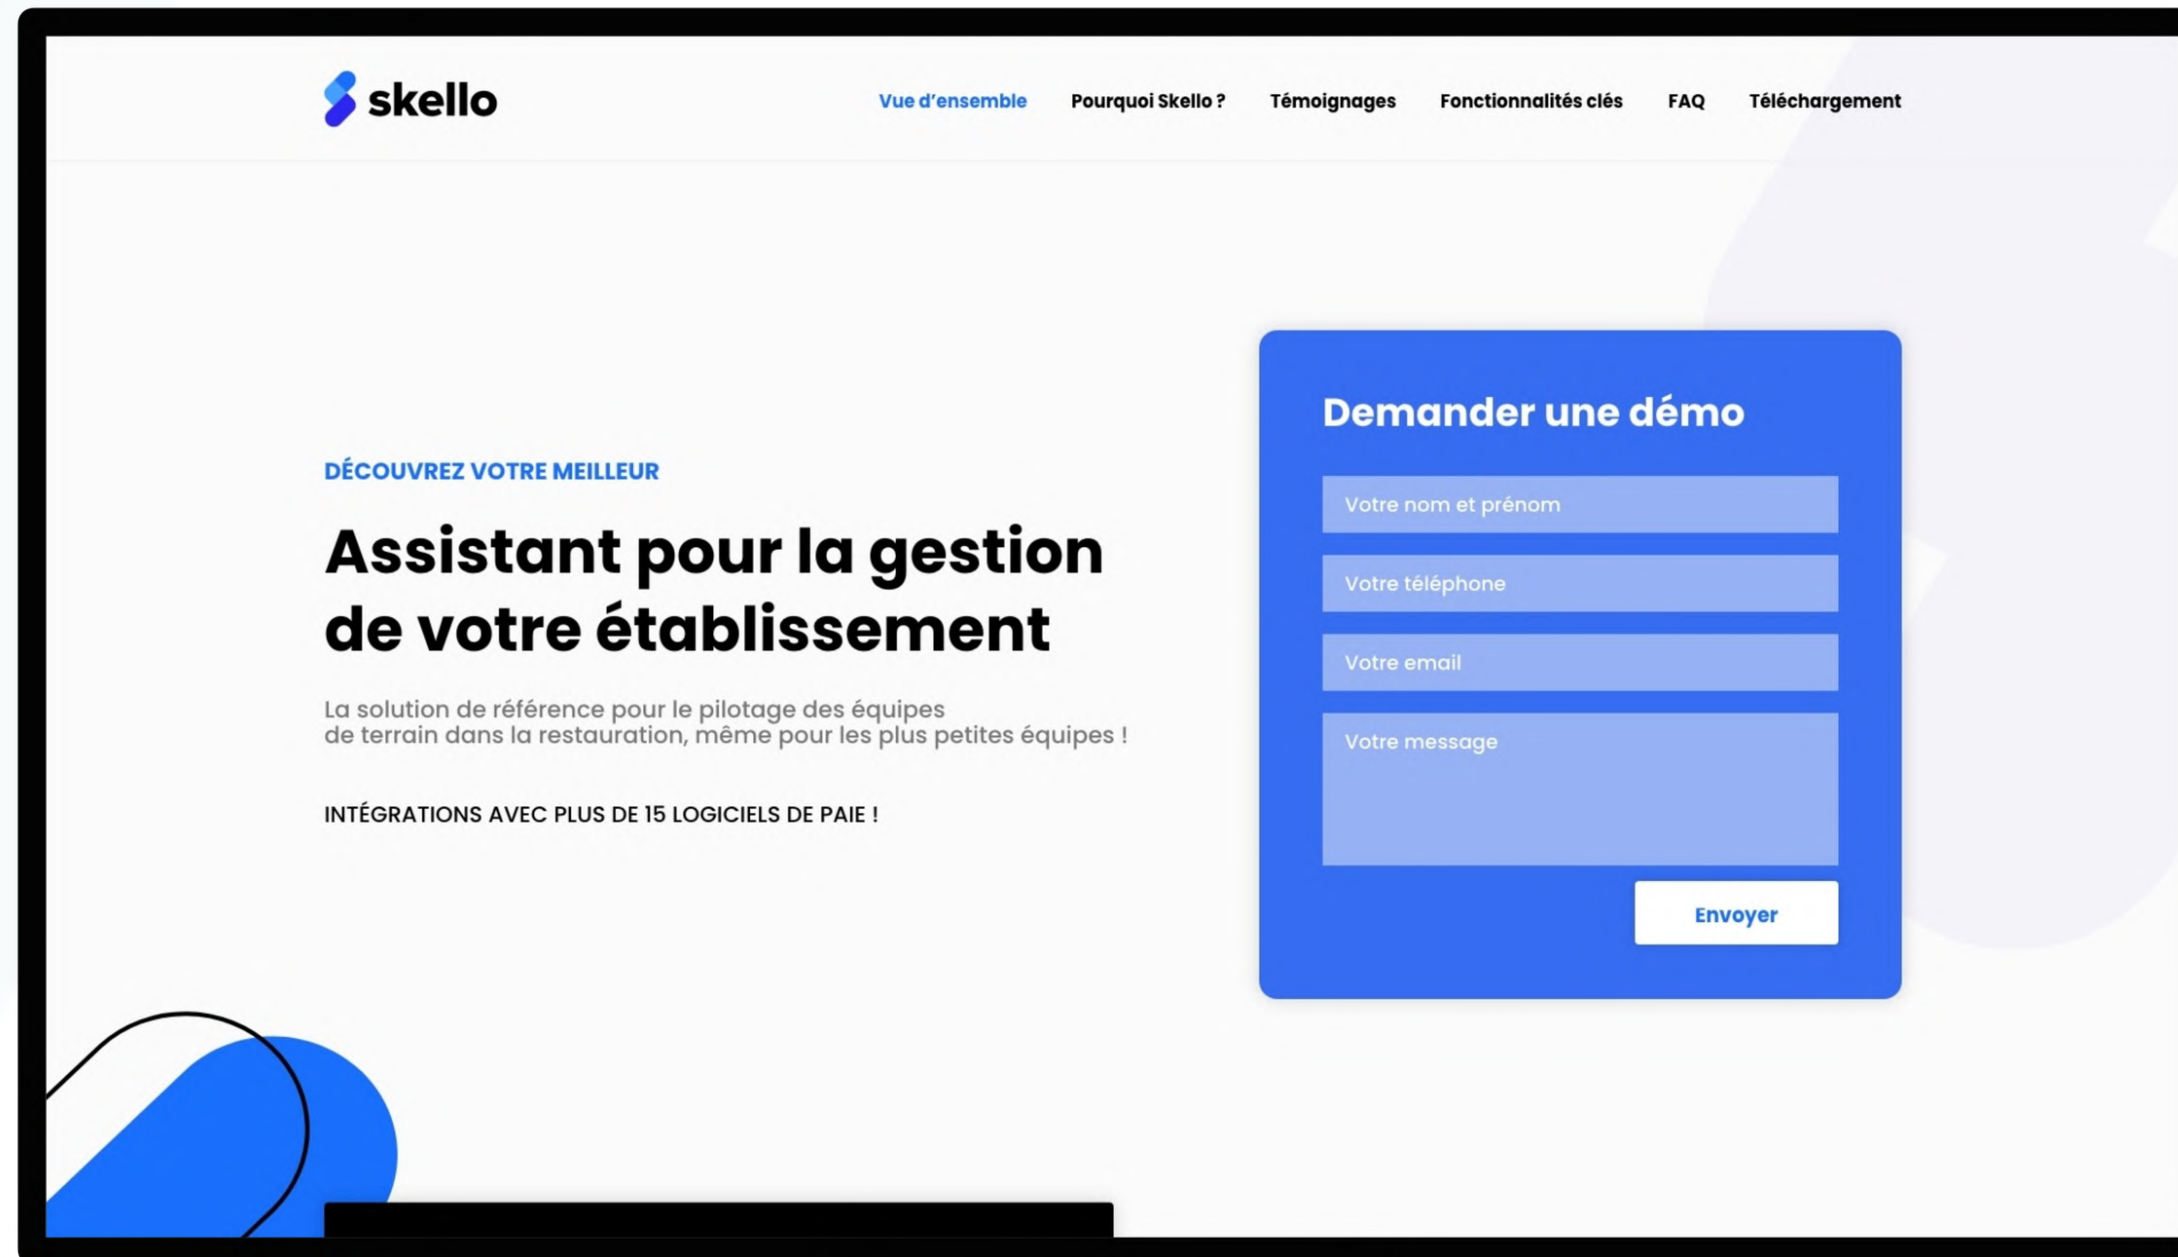 skello
Vue d’ensemble
Pourquoi Skello ?
Témoignages
Fonctionnalités clés
FAQ
Téléchargement
DÉCOUVREZ VOTRE MEILLEUR
Assistant pour la gestion
de votre établissement
La solution de référence pour le pilotage des équipes
de terrain dans la restauration, même pour les plus petites équipes !
INTÉGRATIONS AVEC PLUS DE 15 LOGICIELS DE PAIE !
Demander une démo
Votre nom et prénom
Votre téléphone
Votre email
Votre message
Envoyer